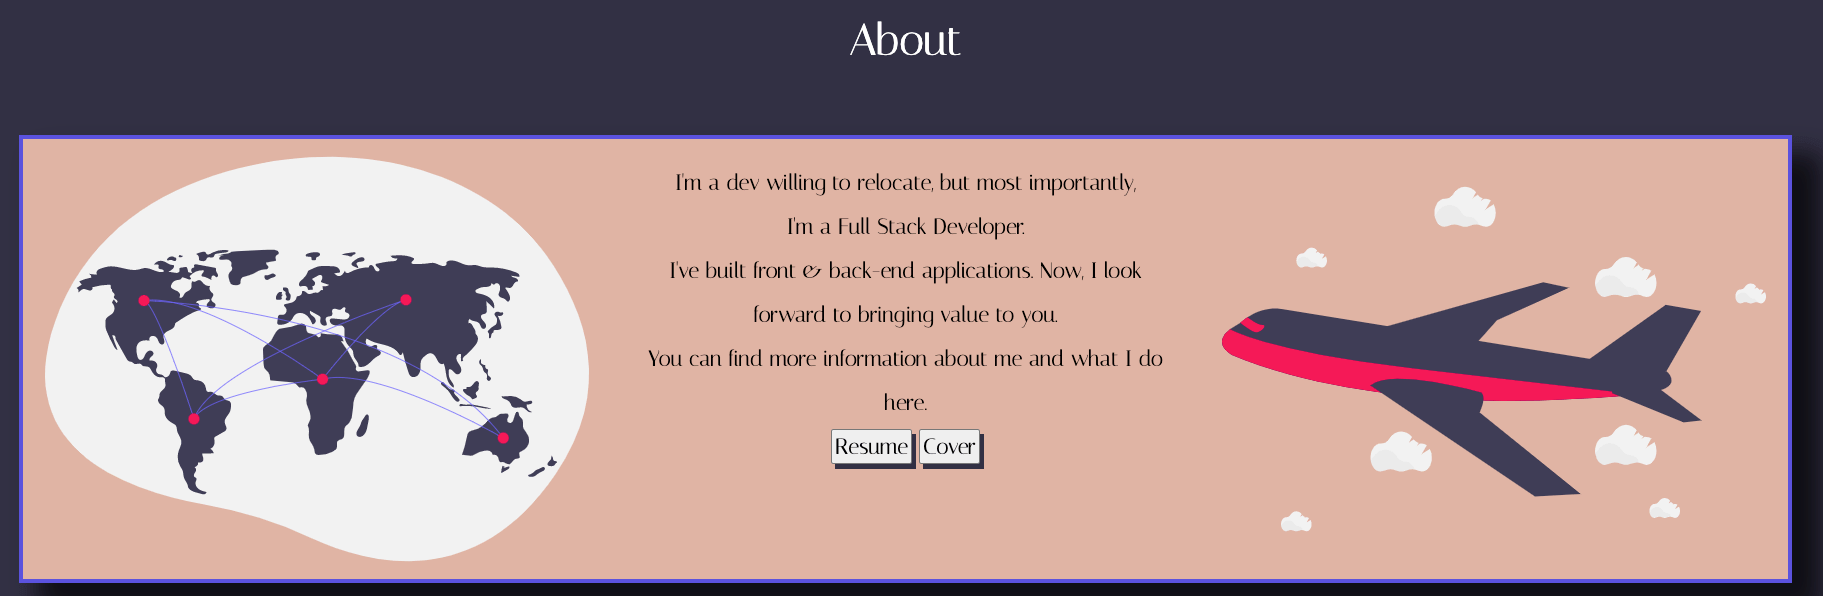 About
I'm a dev willing to relocate, but most importantly,
I'm a Full Stack Developer.
I've built front & back-end applications. Now, I look
forward to bringing value to you.
You can find more information about me and what I do
here.
Resume Cover